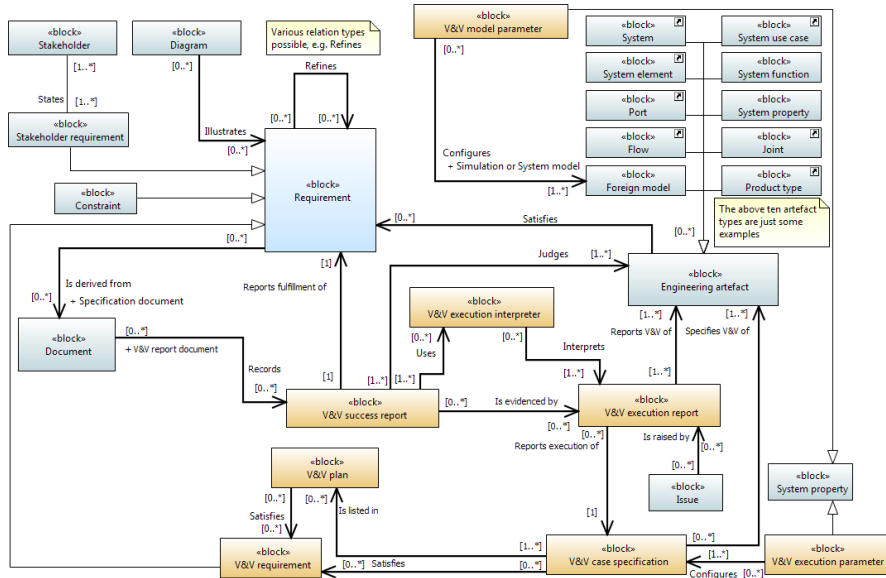 «block»
Stakeholder
«block»
Diagram
Various relation types
possible, e.g. Refines
«block»
V&V model parameter
«block»
System
«block»
System use case
[1..*]
[0..*]
[0..*]
Refines
«block»
System element
«block»
System function
States
[1..*]
[0..*]
[0..*]
«block»
Port
«block»
System property
«block»
Stakeholder requirement
Illustrates
[0..*]
«block»
Flow
«block»
Joint
Configures
+ Simulation or System model
[1..*]
«block»
Requirement
«block»
Constraint
«block»
Foreign model
«block»
Product type
The above ten artefact
types are just some
examples
[0..*]
[0..*]
Satisfies
[0..*]
[1]
Judges
[1..*]
«block»
Engineering artefact
Is derived from
[0..*]
+ Specification document
Reports fulfillment of
«block»
V&V execution interpreter
[1..*]
[1..*]
Reports V&V of
Specifies V&V of
«block»
Document
[0..*]
+ V&V report document
[0..*]
[0..*]
Uses
Interprets
Records
[0..*]
[1]
[1..*]
[1..*]
[1..*]
[1..*]
«block»
V&V success report
[0..*]
Is evidenced by
[0..*]
«block»
V&V execution report
[0..*]
Reports execution of
Is raised by
[0..*]
«block»
V&V plan
[0..*]
«block»
Issue
«block»
System property
[0..*]
[0..*]
Is listed in
Satisfies
[0..*]
[1]
«block»
V&V requirement
[1..*]
[0..*]
Satisfies
[0..*]
«block»
V&V case specification
[0..*]
[1..*]
Configures
[0..*]
«block»
V&V execution parameter